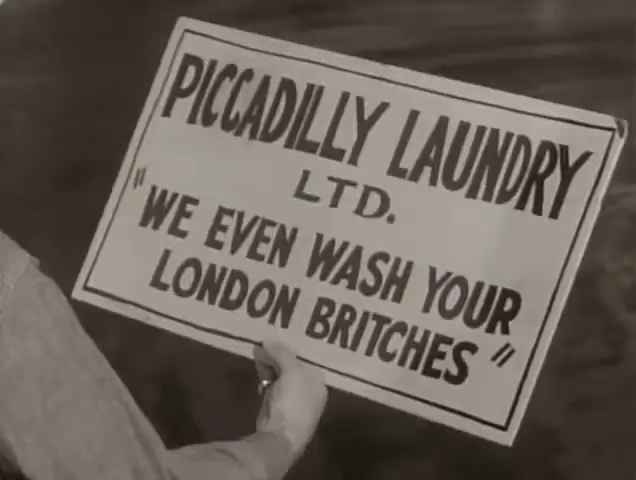 PICCADILLY LAUNDRY
LTD.
"WE EVEN WASH YOUR
LONDON BRITCHES"